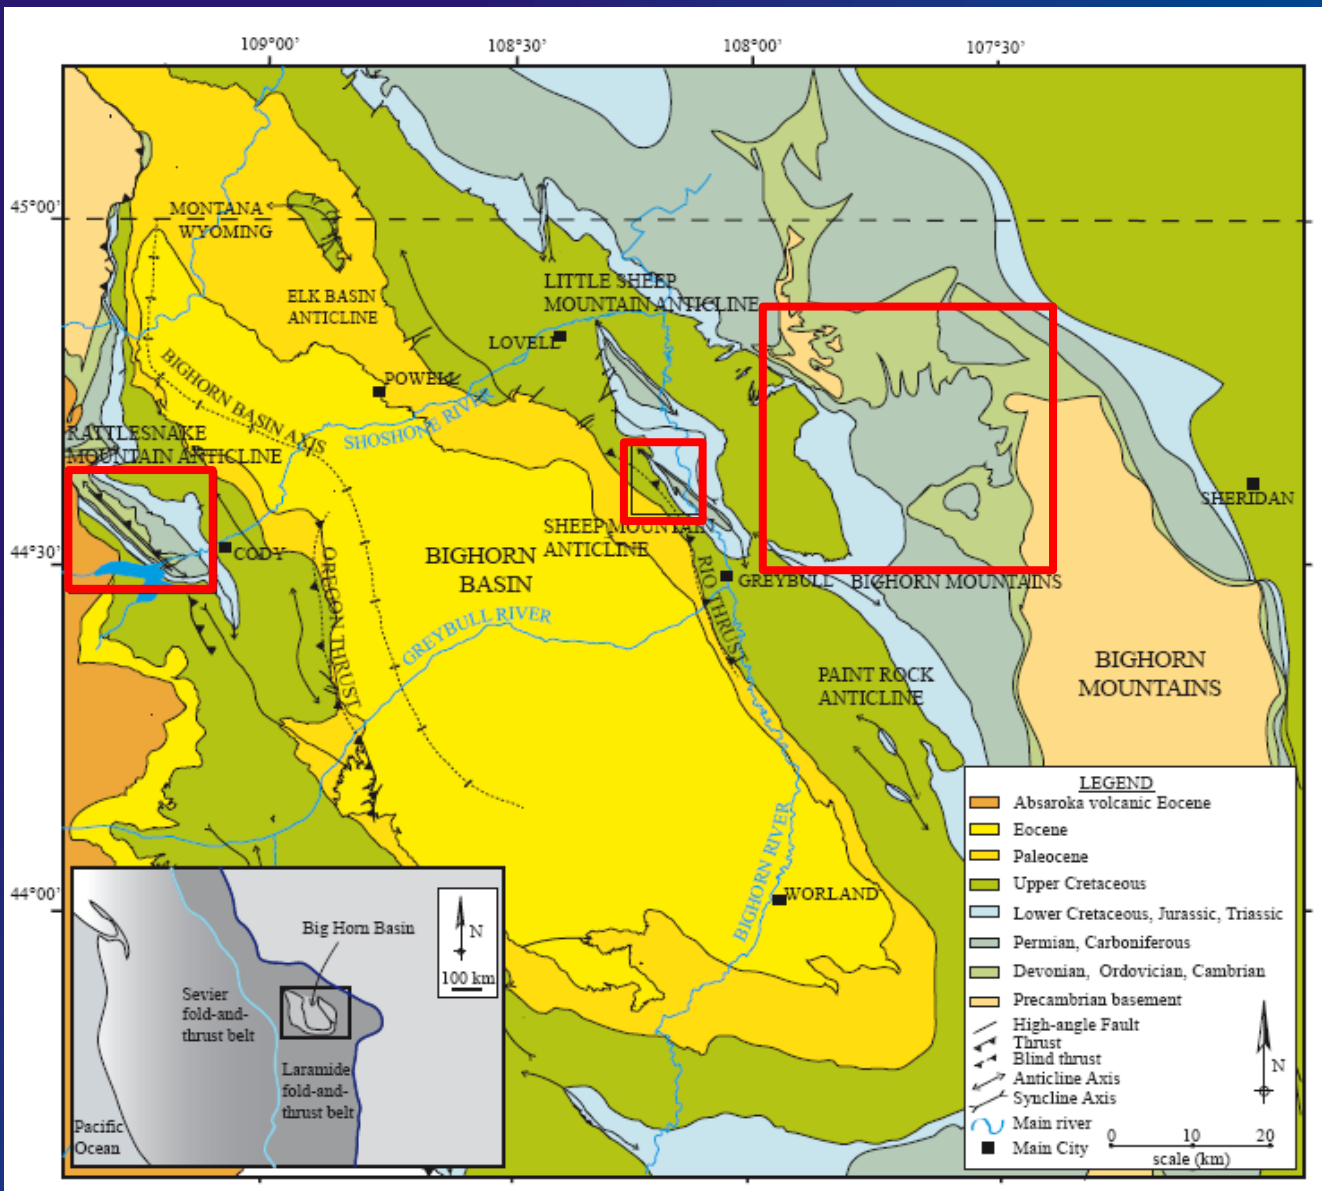 109°00'
108°30'
108°00'
107°30'
45°00'
MONTANA
WYOMING
ELK BASIN
ANTICLINE
LITTLE SHEEP
MOUNTAIN ANTICLINE
LOVELL
POWELL
BIGHORN BASIN AXIS
SHOSHONE RIVER
RATTLESNAKE
MOUNTAIN ANTICLINE
SHERIDAN
44°30'
CODY
SHEEP MOUNTAIN
ANTICLINE
BIGHORN
BASIN
OREGON THRUST
RIO THRUST
GREYBULL
BIGHORN MOUNTAINS
GREYBULL RIVER
PAINT ROCK
ANTICLINE
BIGHORN
MOUNTAINS
44°00'
BIGHORN RIVER
WORLAND
LEGEND
Absaroka volcanic Eocene
Eocene
Paleocene
Upper Cretaceous
Lower Cretaceous, Jurassic, Triassic
Permian, Carboniferous
Devonian, Ordovician, Cambrian
Precambrian basement
High-angle Fault
Thrust
Blind thrust
Anticline Axis
Syncline Axis
Main river
Main City
N
0 10 20
scale (km)
Big Horn Basin
N
100 km
Sevier
fold-and-
thrust belt
Laramide
fold-and-
thrust belt
Pacific
Ocean